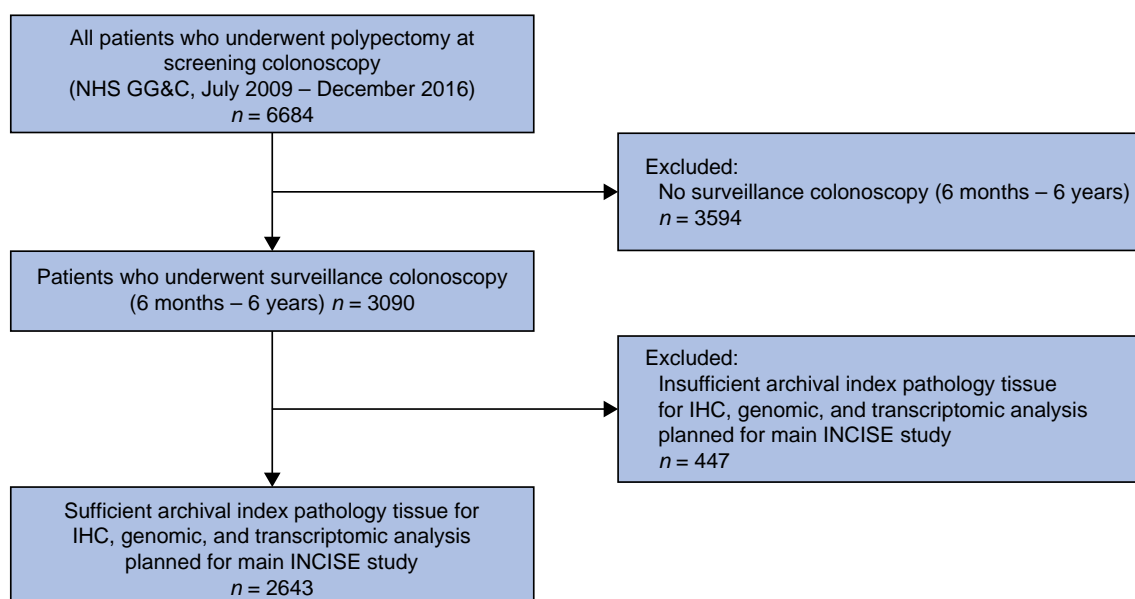 All patients who underwent polypectomy at
screening colonoscopy
(NHS GG&C, July 2009 – December 2016)
n = 6684
Excluded:
No surveillance colonoscopy (6 months – 6 years)
n = 3594
Patients who underwent surveillance colonoscopy
(6 months – 6 years) n = 3090
Excluded:
Insufficient archival index pathology tissue
for IHC, genomic, and transcriptomic analysis
planned for main INCISE study
n = 447
Sufficient archival index pathology tissue for
IHC, genomic, and transcriptomic analysis
planned for main INCISE study
n = 2643